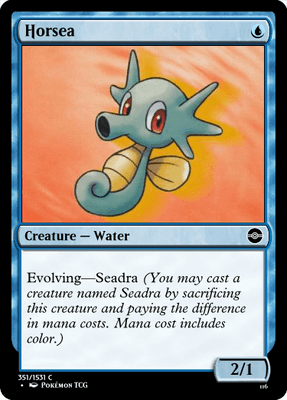 Horsea
Creature — Water
Evolving—Seadra (You may cast a
creature named Seadra by sacrificing
this creature and paying the difference
in mana costs. Mana cost includes
color.)
2/1
351/1531 C
• Pokémon TCG
116